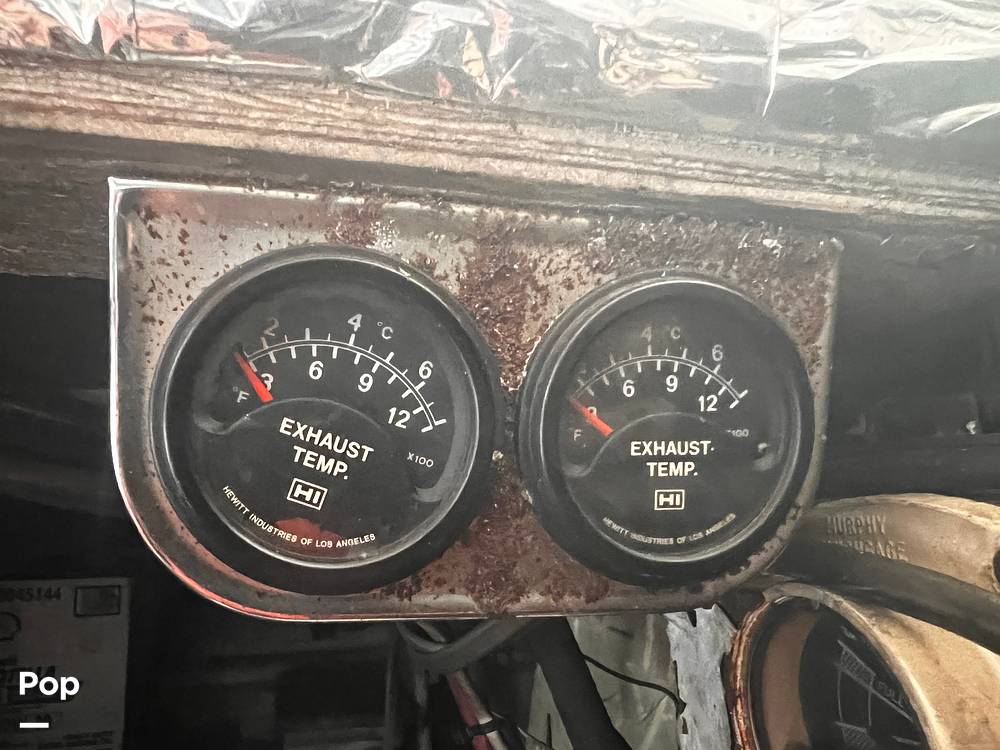 2 4 °C 6
3 6 9 12
°F
X100
EXHAUST
TEMP.
HI
HEWITT INDUSTRIES OF LOS ANGELES
4 °C 6
6 9 12
F
X100
EXHAUST
TEMP.
HI
HEWITT INDUSTRIES OF LOS ANGELES
MURPHY
45144
Pop